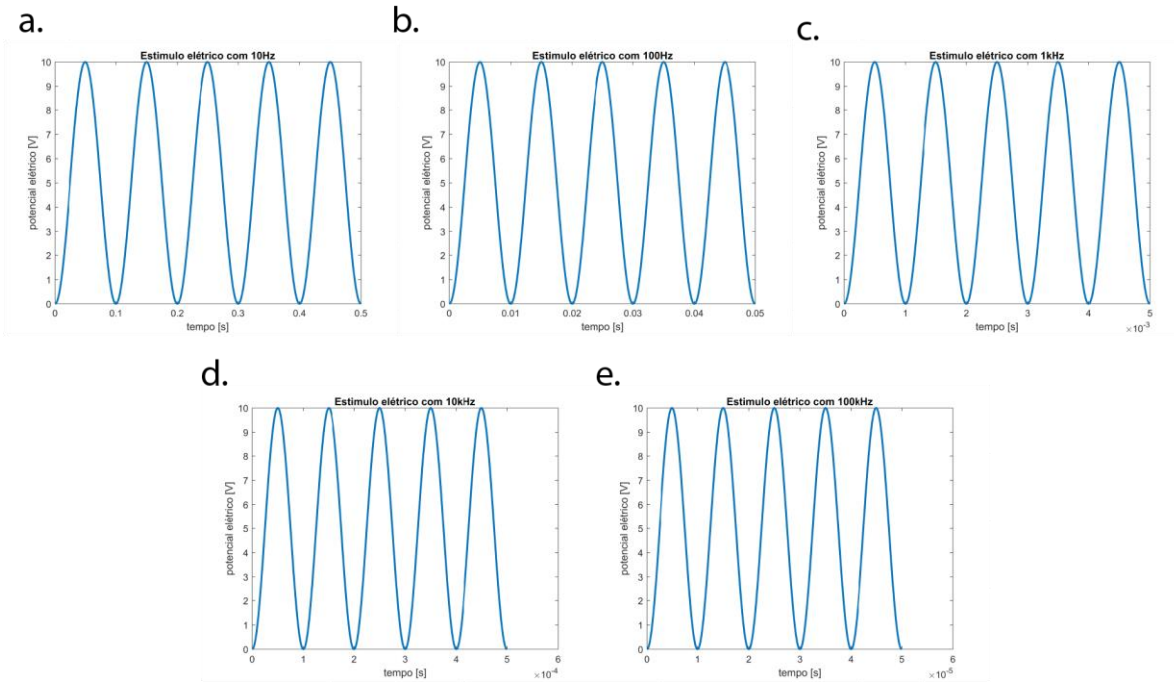 a.
Estimulo elétrico com 10Hz
10
9
8
7
6
5
4
3
2
1
0
potencial elétrico [V]
0 0.1 0.2 0.3 0.4 0.5
tempo [s]
b.
Estimulo elétrico com 100Hz
10
9
8
7
6
5
4
3
2
1
0
potencial elétrico [V]
0 0.01 0.02 0.03 0.04 0.05
tempo [s]
c.
Estimulo elétrico com 1kHz
10
9
8
7
6
5
4
3
2
1
0
potencial elétrico [V]
0 1 2 3 4 5
tempo [s] ×10⁻³
d.
Estimulo elétrico com 10kHz
10
9
8
7
6
5
4
3
2
1
0
potencial elétrico [V]
0 1 2 3 4 5 6
tempo [s] ×10⁻⁴
e.
Estimulo elétrico com 100kHz
10
9
8
7
6
5
4
3
2
1
0
potencial elétrico [V]
0 1 2 3 4 5 6
tempo [s] ×10⁻⁵